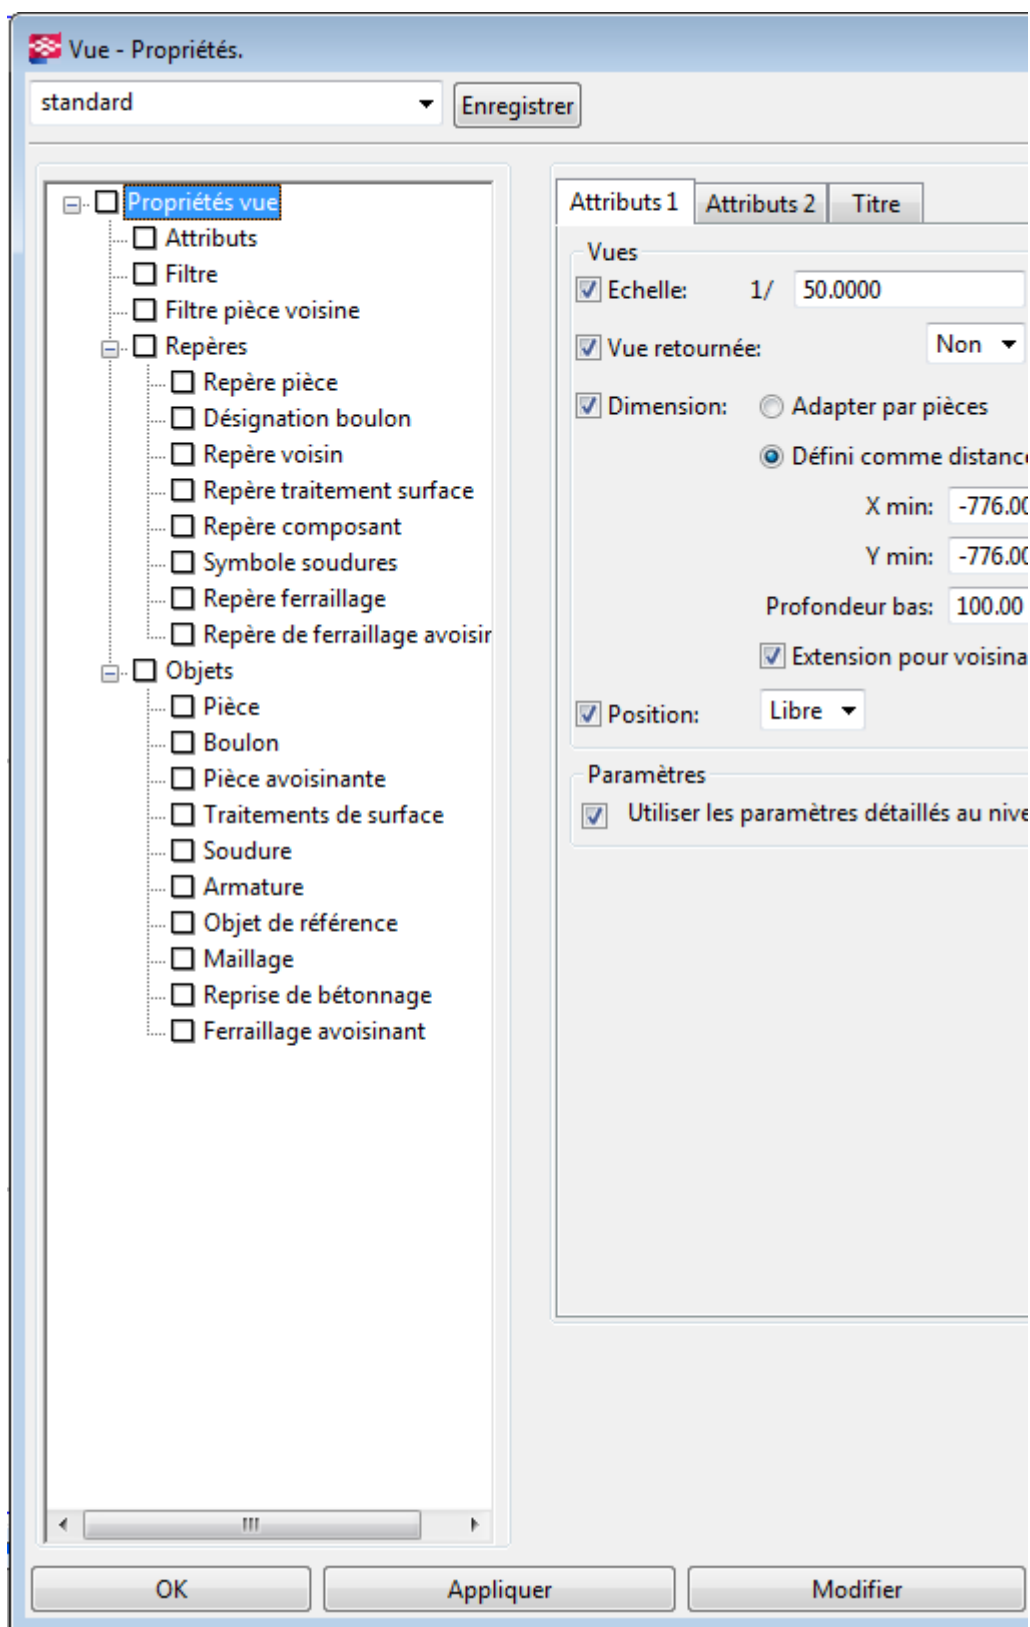 Vue - Propriétés.
standard
Enregistrer
Propriétés vue
Attributs
Filtre
Filtre pièce voisine
Repères
Repère pièce
Désignation boulon
Repère voisin
Repère traitement surface
Repère composant
Symbole soudures
Repère ferraillage
Repère de ferraillage avoisir
Objets
Pièce
Boulon
Pièce avoisinante
Traitements de surface
Soudure
Armature
Objet de référence
Maillage
Reprise de bétonnage
Ferraillage avoisinant
Attributs 1 Attributs 2 Titre
Vues
Echelle: 1/ 50.0000
Vue retournée: Non
Dimension: Adapter par pièces
Défini comme distance
X min: -776.00
Y min: -776.00
Profondeur bas: 100.00
Extension pour voisina
Position: Libre
Paramètres
Utiliser les paramètres détaillés au nive
OK Appliquer Modifier